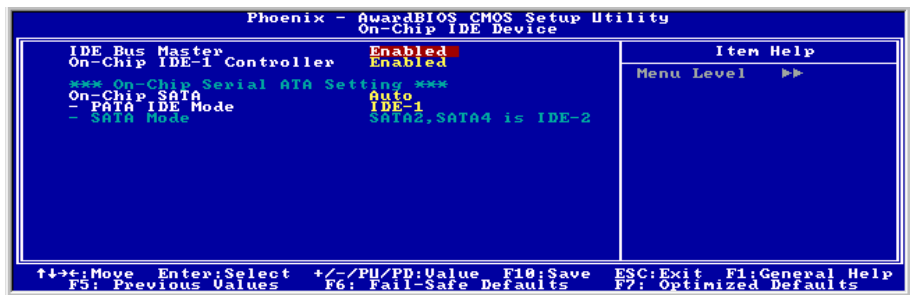 Phoenix - AwardBIOS CMOS Setup Utility
On-Chip IDE Device
IDE Bus Master Enabled
On-Chip IDE-1 Controller Enabled
*** On-Chip Serial ATA Setting ***
On-Chip SATA Auto
- PATA IDE Mode IDE-1
- SATA Mode SATA2,SATA4 is IDE-2
Item Help
Menu Level ►►
↑↓→←:Move Enter:Select +/-/PU/PD:Value F10:Save ESC:Exit F1:General Help
F5: Previous Values F6: Fail-Safe Defaults F7: Optimized Defaults